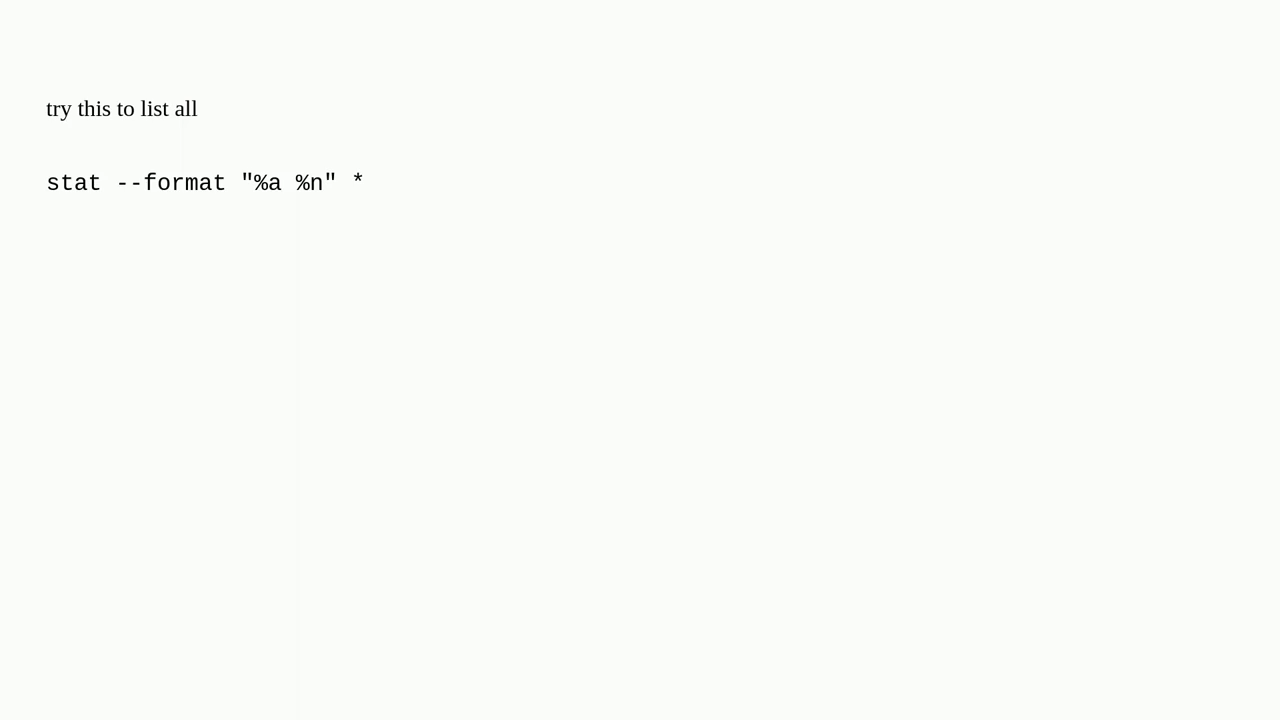 try this to list all
stat --format "%a %n" *